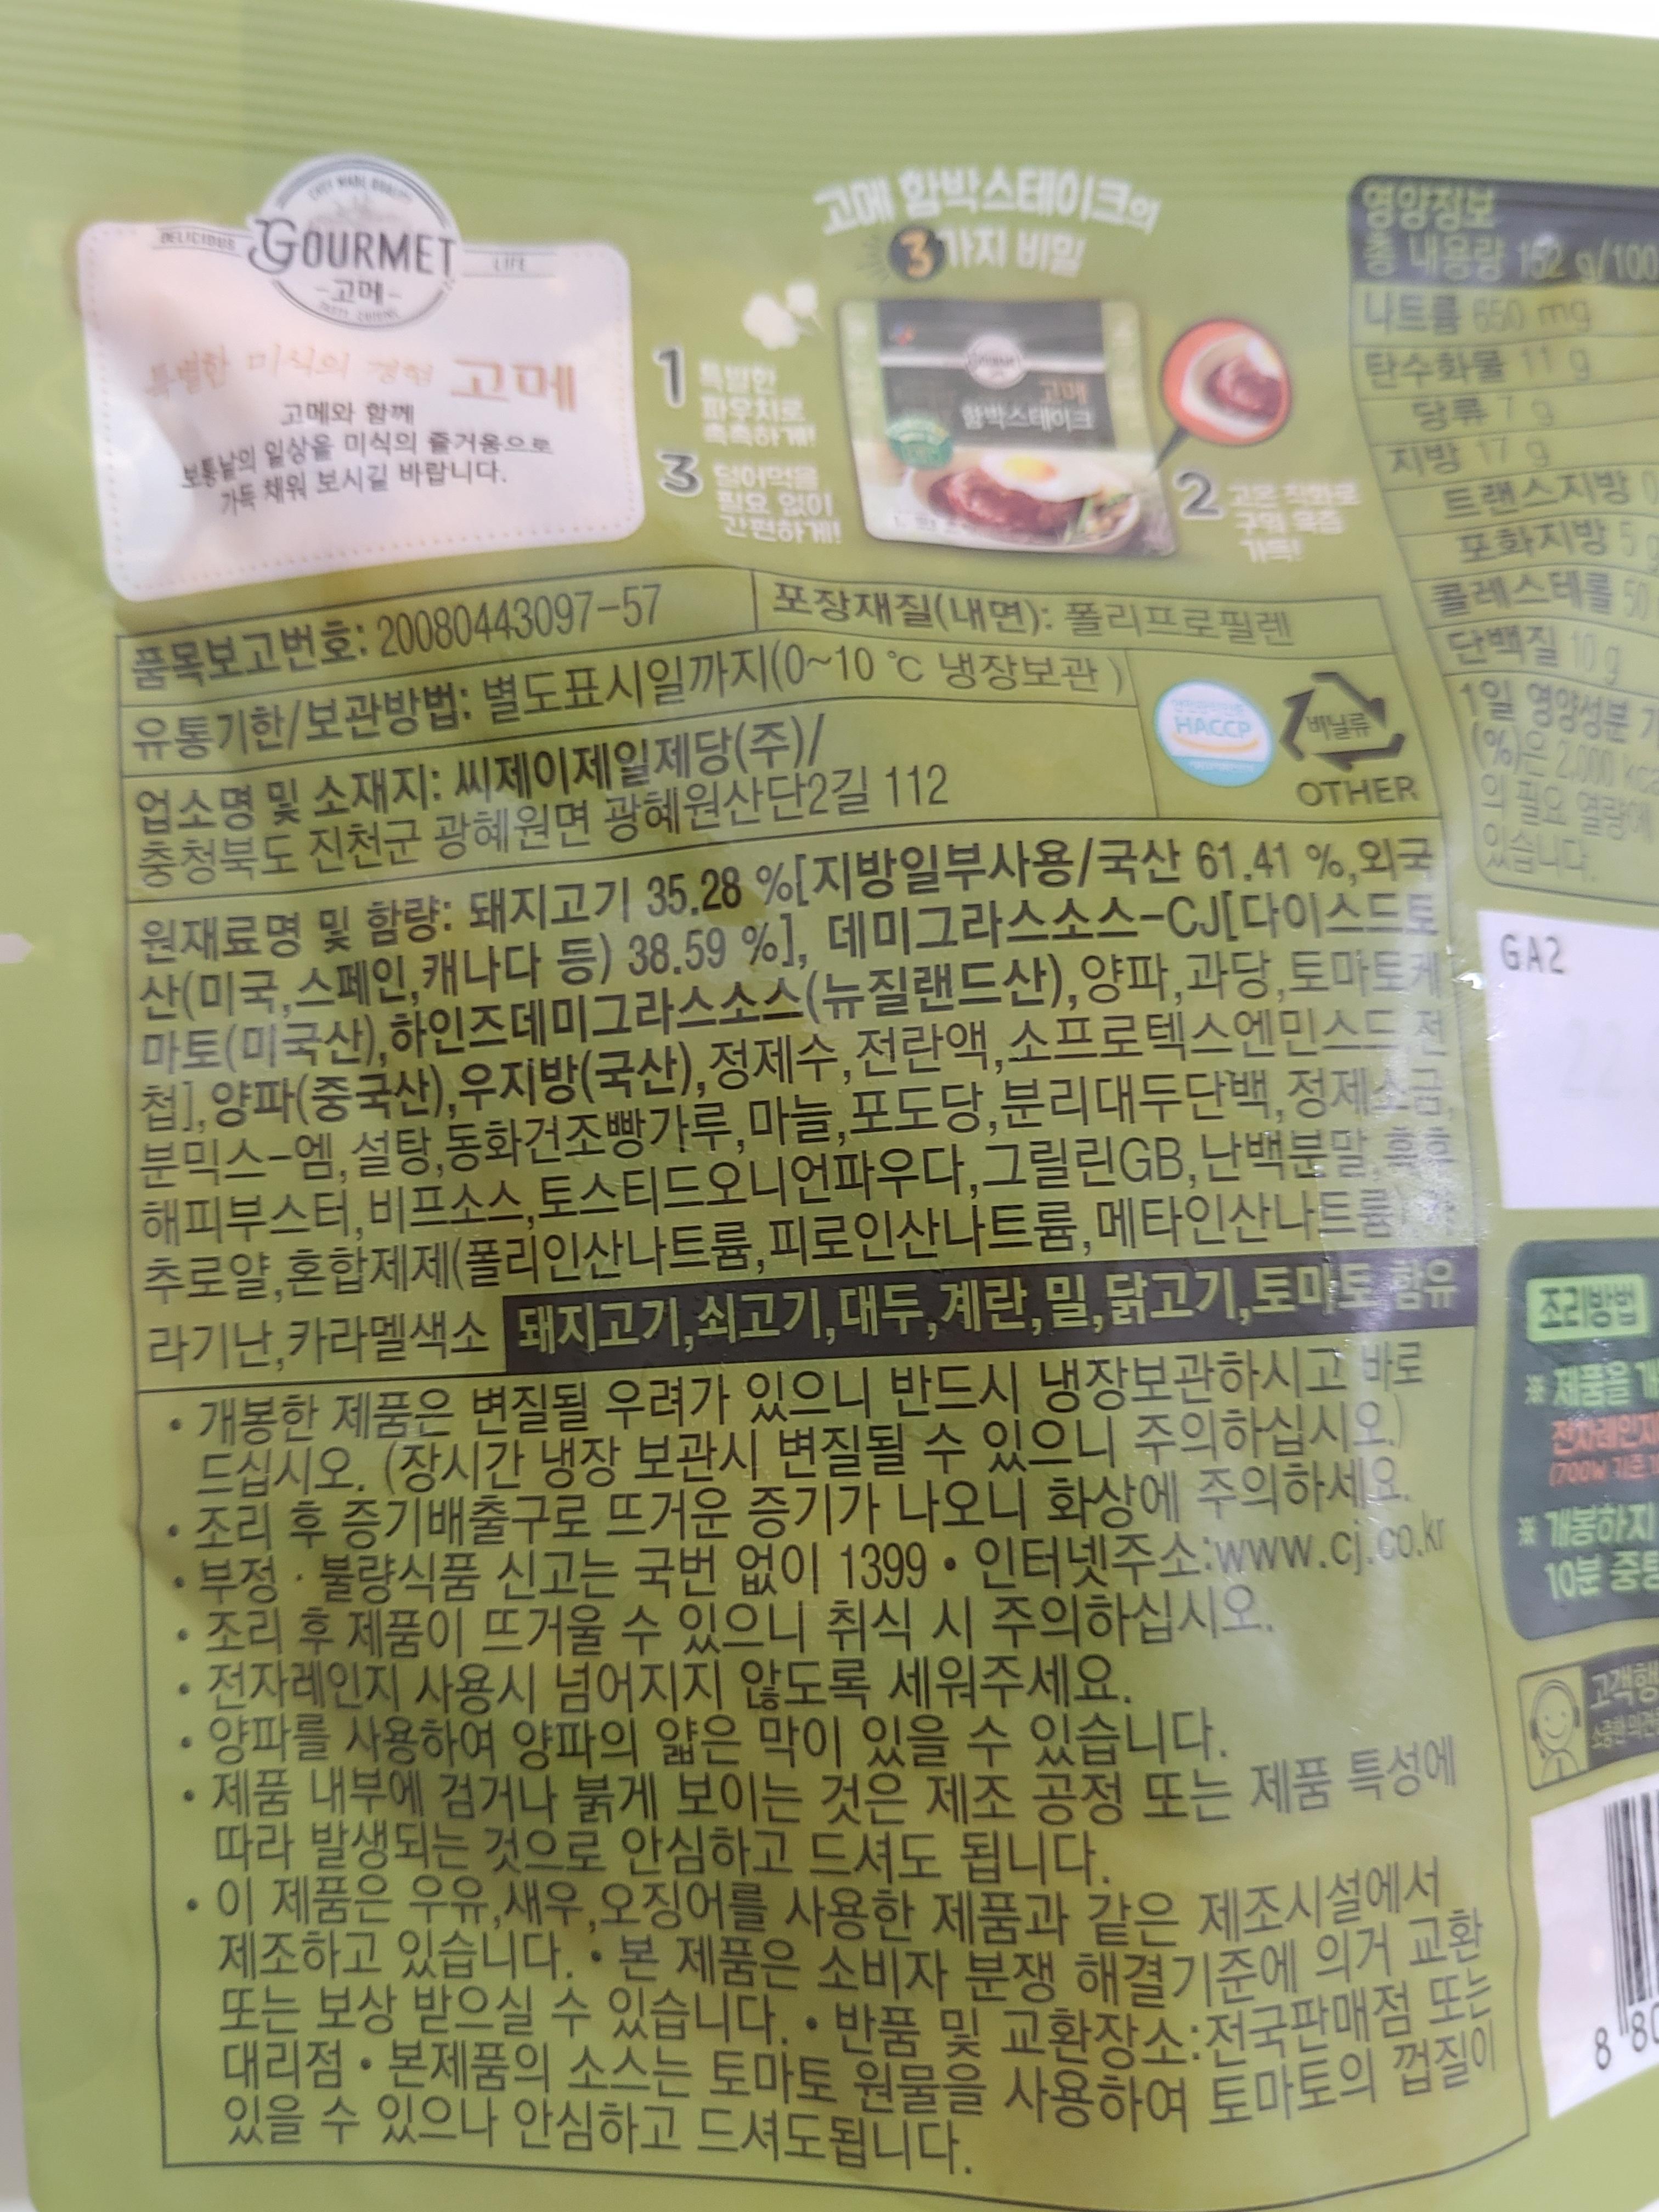 DELICIOUS GOURMET LIFE
-고메-
특별한 미식의 경험 고메
고메와 함께
보통날의 일상을 미식의 즐거움으로
가득 채워 보시길 바랍니다.
고메 함박스테이크의
3가지 비밀
1 특별한
파우치로
촉촉하게!
3 덜어먹을
필요 없이
간편하게!
GOURMET
고메
함박스테이크
2 고온
구워 육즙
가득!
영양정보
총 내용량 152 g/100
나트륨 650 mg
탄수화물 11 g
당류 7 g
지방 17 g
트랜스지방 0
포화지방 5 g
콜레스테롤 50
단백질 10 g
1일 영양성분 기
(%)은 2,000 kca
의 필요 열량에
있습니다.
품목보고번호: 20080443097-57
포장재질(내면): 폴리프로필렌
유통기한/보관방법: 별도표시일까지(0~10 ℃ 냉장보관)
업소명 및 소재지: 씨제이제일제당(주)/
충청북도 진천군 광혜원면 광혜원산단2길 112
HACCP
비닐류
OTHER
원재료명 및 함량: 돼지고기 35.28 %[지방일부사용/국산 61.41 %,외국
산(미국,스페인,캐나다 등) 38.59 %], 데미그라스소스-CJ[다이스드토
마토(미국산),하인즈데미그라스소스(뉴질랜드산),양파,과당,토마토케
첩],양파(중국산),우지방(국산),정제수,전란액,소프로텍스엔민스드전
분믹스-엠,설탕,동화건조빵가루,마늘,포도당,분리대두단백,정제소금,
해피부스터,비프소스,토스티드오니언파우다,그릴린GB,난백분말,흑후
추로얄,혼합제제(폴리인산나트륨,피로인산나트륨,메타인산나트륨),카
라기난,카라멜색소 돼지고기,쇠고기,대두,계란,밀,닭고기,토마토 함유
• 개봉한 제품은 변질될 우려가 있으니 반드시 냉장보관하시고 바로
드십시오. (장시간 냉장 보관시 변질될 수 있으니 주의하십시오.)
• 조리 후 증기배출구로 뜨거운 증기가 나오니 화상에 주의하세요.
• 부정·불량식품 신고는 국번 없이 1399 • 인터넷주소:www.cj.co.kr
• 조리 후 제품이 뜨거울 수 있으니 취식 시 주의하십시오.
• 전자레인지 사용시 넘어지지 않도록 세워주세요.
• 양파를 사용하여 양파의 얇은 막이 있을 수 있습니다.
• 제품 내부에 검거나 붉게 보이는 것은 제조 공정 또는 제품 특성에
따라 발생되는 것으로 안심하고 드셔도 됩니다.
• 이 제품은 우유,새우,오징어를 사용한 제품과 같은 제조시설에서
제조하고 있습니다. • 본 제품은 소비자 분쟁 해결기준에 의거 교환
또는 보상 받으실 수 있습니다. • 반품 및 교환장소:전국판매점 또는
대리점 • 본제품의 소스는 토마토 원물을 사용하여 토마토의 껍질이
있을 수 있으나 안심하고 드셔도됩니다.
GA2
조리방법
※ 제품을 개
전자레인지
(700W 기준
※ 개봉하지
10분 중탕
고객행
8 80